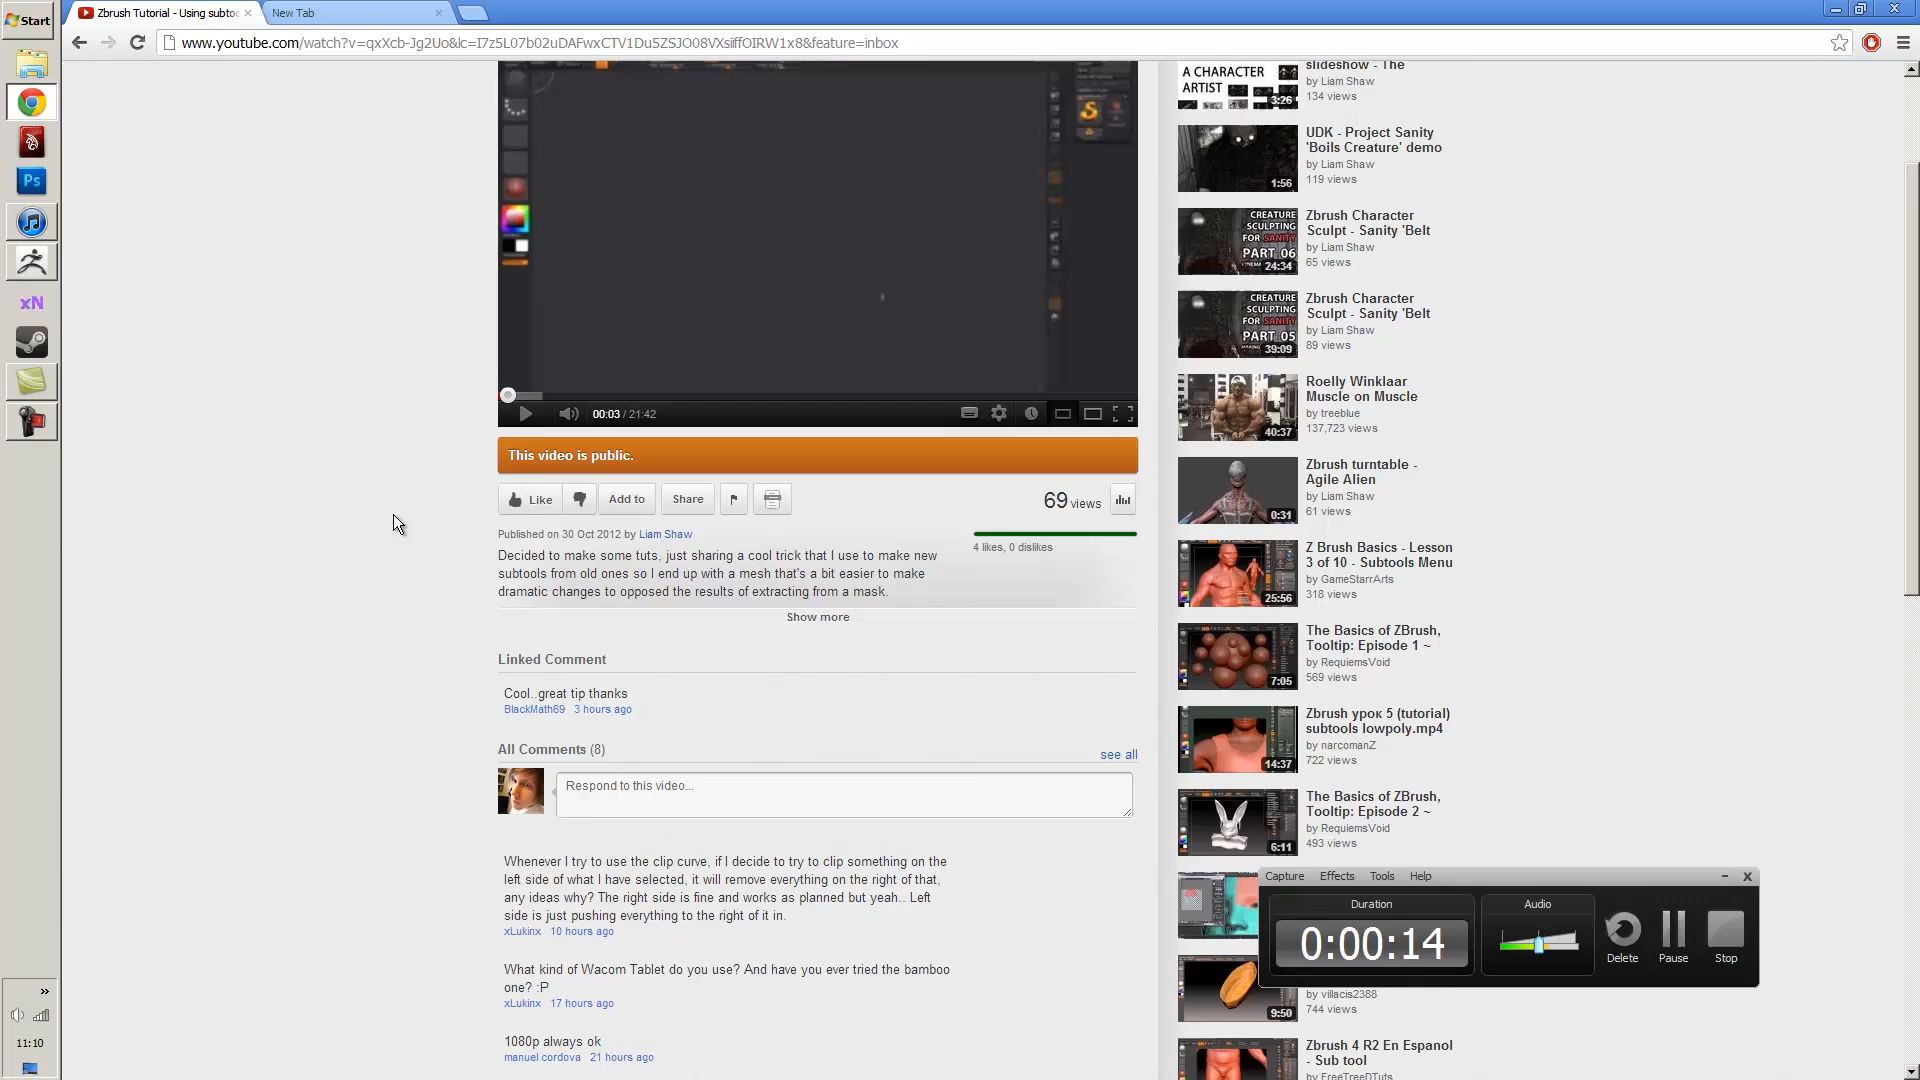 Start
Zbrush Tutorial - Using subto
New Tab
www.youtube.com/watch?v=qxXcb-Jg2Uo&lc=I7z5L07b02uDAFwxCTV1Du5ZSJO08VXsiiffOIRW1x8&feature=inbox
Ps
xN
00:03 / 21:42
This video is public.
Like
Add to
Share
69 views
Published on 30 Oct 2012 by Liam Shaw
4 likes, 0 dislikes
Decided to make some tuts, just sharing a cool trick that I use to make new
subtools from old ones so I end up with a mesh that's a bit easier to make
dramatic changes to opposed the results of extracting from a mask.
Show more
Linked Comment
Cool..great tip thanks
BlackMath69 3 hours ago
All Comments (8)
see all
Respond to this video...
Whenever I try to use the clip curve, if I decide to try to clip something on the
left side of what I have selected, it will remove everything on the right of that,
any ideas why? The right side is fine and works as planned but yeah.. Left
side is just pushing everything to the right of it in.
xLukinx 10 hours ago
What kind of Wacom Tablet do you use? And have you ever tried the bamboo
one? :P
xLukinx 17 hours ago
1080p always ok
manuel cordova 21 hours ago
A CHARACTER
ARTIST
3:26
slideshow - The
by Liam Shaw
134 views
1:56
UDK - Project Sanity
'Boils Creature' demo
by Liam Shaw
119 views
CREATURE
SCULPTING
FOR SANITY
PART 06
24:34
Zbrush Character
Sculpt - Sanity 'Belt
by Liam Shaw
65 views
CREATURE
SCULPTING
FOR SANITY
PART 05
39:09
Zbrush Character
Sculpt - Sanity 'Belt
by Liam Shaw
89 views
40:37
Roelly Winklaar
Muscle on Muscle
by treeblue
137,723 views
0:31
Zbrush turntable -
Agile Alien
by Liam Shaw
61 views
25:56
Z Brush Basics - Lesson
3 of 10 - Subtools Menu
by GameStarrArts
318 views
7:05
The Basics of ZBrush,
Tooltip: Episode 1 ~
by RequiemsVoid
569 views
14:37
Zbrush урок 5 (tutorial)
subtools lowpoly.mp4
by narcomanZ
722 views
6:11
The Basics of ZBrush,
Tooltip: Episode 2 ~
by RequiemsVoid
493 views
9:50
by villacis2388
744 views
Zbrush 4 R2 En Espanol
- Sub tool
by FreeTreeDTuts
Capture Effects Tools Help
Duration
0:00:14
Audio
Delete
Pause
Stop
11:10